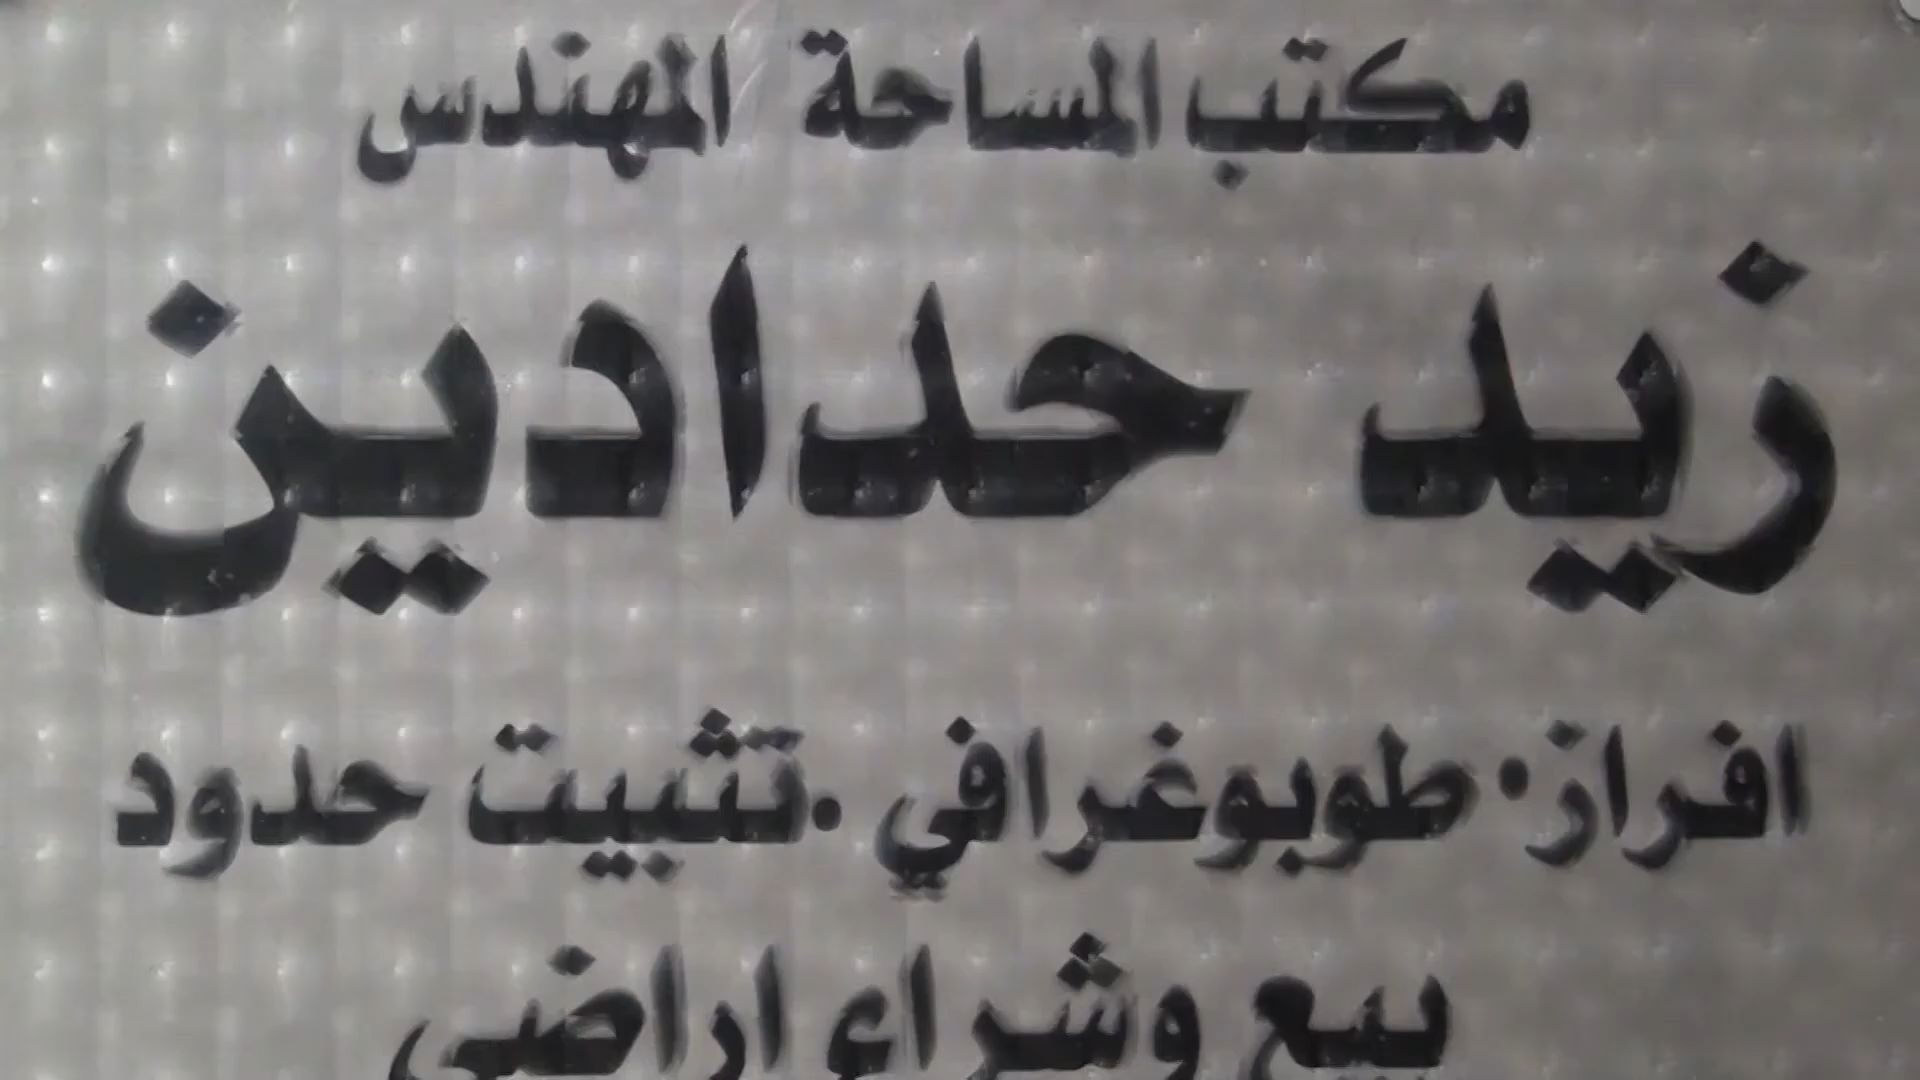 مكتب المساحة المهندس
زيد حدادين
افراز . طوبوغرافي . تثبيت حدود
بيع وشراء اراضي